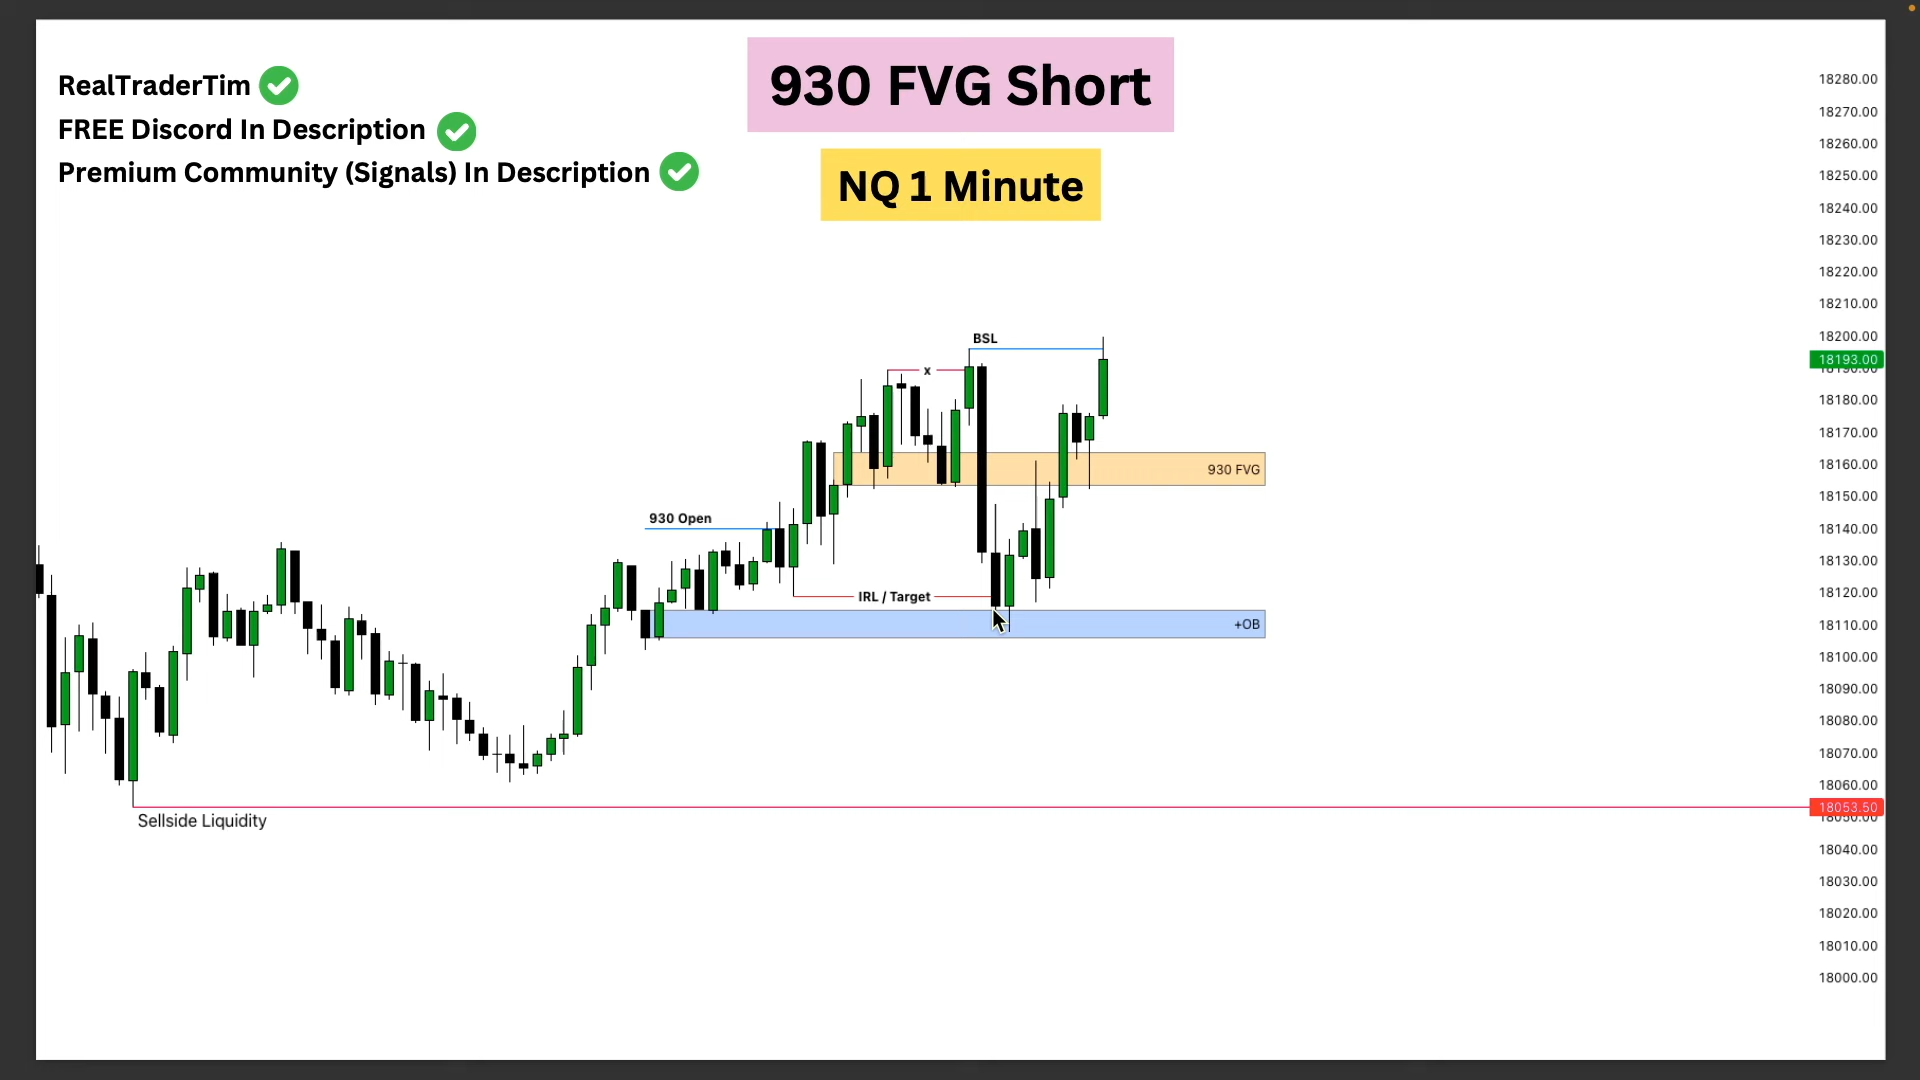 930 FVG Short
RealTraderTim
FREE Discord In Description
Premium Community (Signals) In Description
NQ 1 Minute
BSL
x
930 FVG
930 Open
IRL / Target
+OB
Sellside Liquidity
18280.00
18270.00
18260.00
18250.00
18240.00
18230.00
18220.00
18210.00
18200.00
18193.00
18190.00
18180.00
18170.00
18160.00
18150.00
18140.00
18130.00
18120.00
18110.00
18100.00
18090.00
18080.00
18070.00
18060.00
18053.50
18050.00
18040.00
18030.00
18020.00
18010.00
18000.00